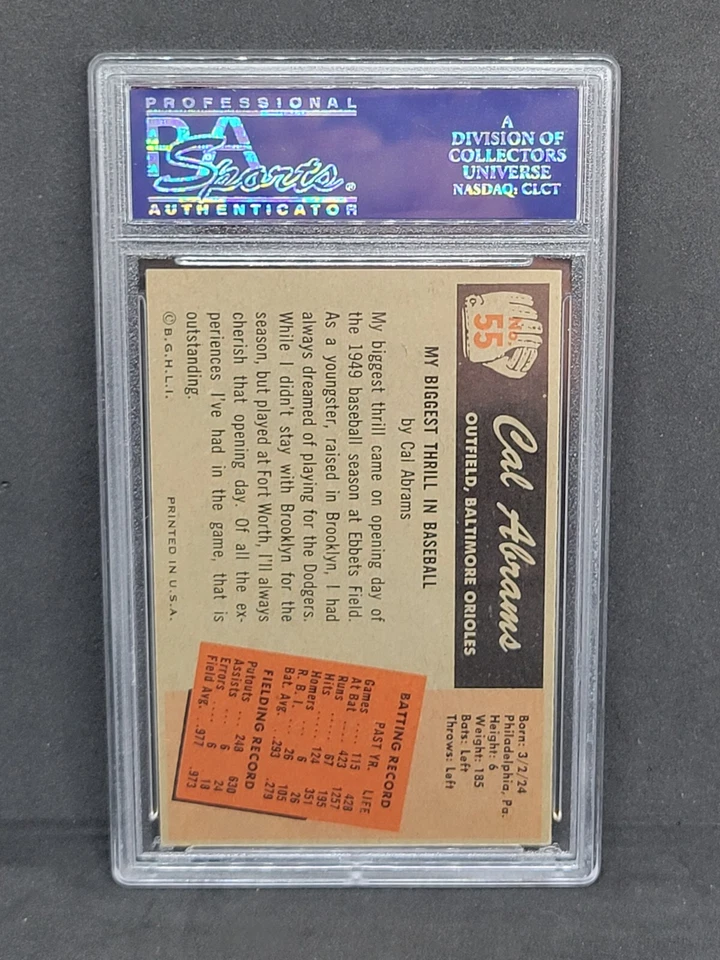 PROFESSIONAL
PSA
Sports®
AUTHENTICATOR
A
DIVISION OF
COLLECTORS
UNIVERSE
NASDAQ: CLCT
No.
55
Cal Abrams
OUTFIELD, BALTIMORE ORIOLES
Born: 3/2/24
Philadelphia, Pa.
Height: 6
Weight: 185
Bats: Left
Throws: Left
MY BIGGEST THRILL IN BASEBALL
by Cal Abrams
My biggest thrill came on opening day of
the 1949 baseball season at Ebbets Field.
As a youngster, raised in Brooklyn, I had
always dreamed of playing for the Dodgers.
While I didn't stay with Brooklyn for the
season, but played at Fort Worth, I'll always
cherish that opening day. Of all the ex-
periences I've had in the game, that is
outstanding.
©B.G.H.L.I.
PRINTED IN U.S.A.
BATTING RECORD
PAST YR. LIFE
Games .... 115 428
At Bat .... 423 1257
Runs .... 67 195
Hits .... 124 351
Homers .... 6 26
R. B. I. .... 26 105
Bat. Avg. .293 .279
FIELDING RECORD
Putouts .... 248 630
Assists .... 6 24
Errors .... 6 18
Field Avg. .977 .973